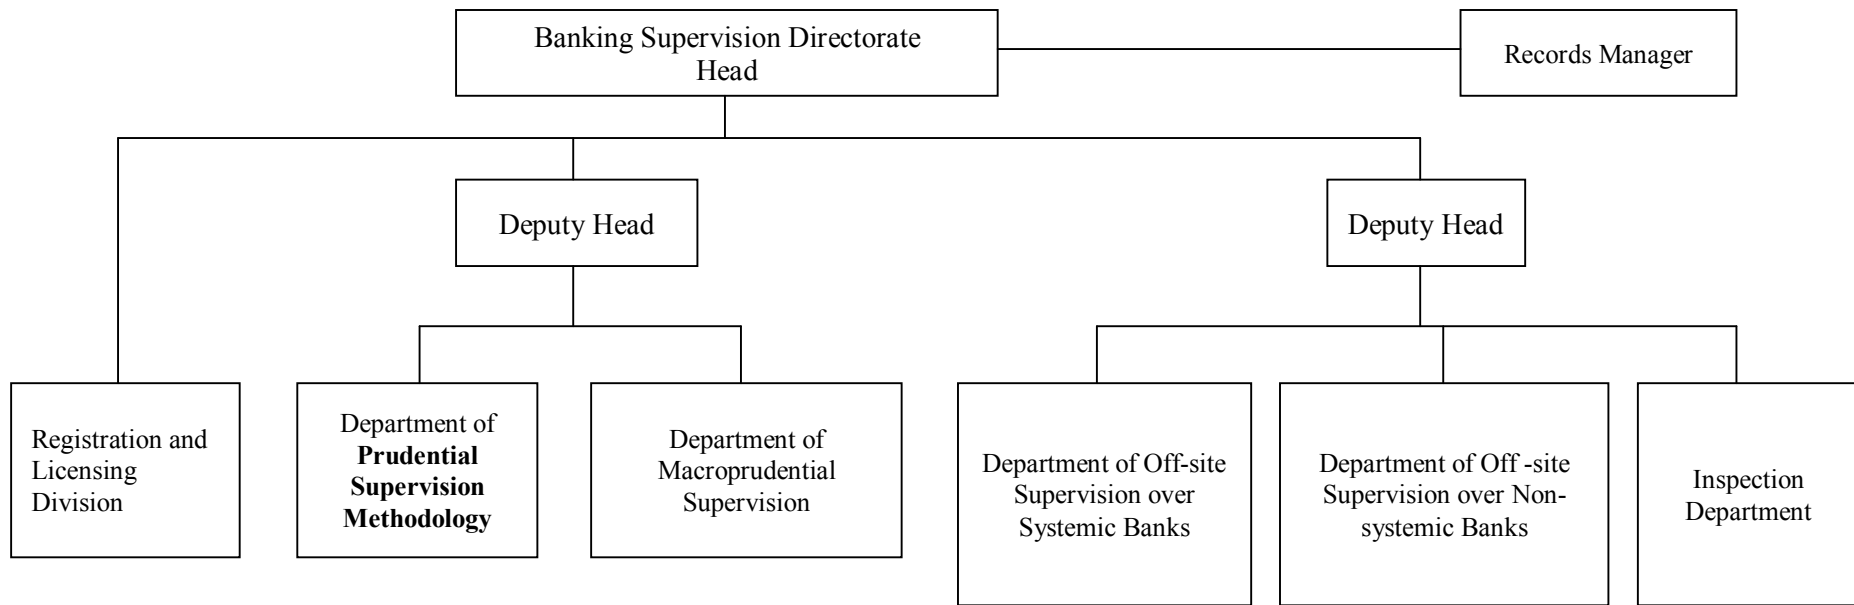 Banking Supervision Directorate
Head
Records Manager
Deputy Head
Deputy Head
Registration and
Licensing
Division
Department of
Prudential
Supervision
Methodology
Department of
Macroprudential
Supervision
Department of Off-site
Supervision over
Systemic Banks
Department of Off -site
Supervision over Non-
systemic Banks
Inspection
Department